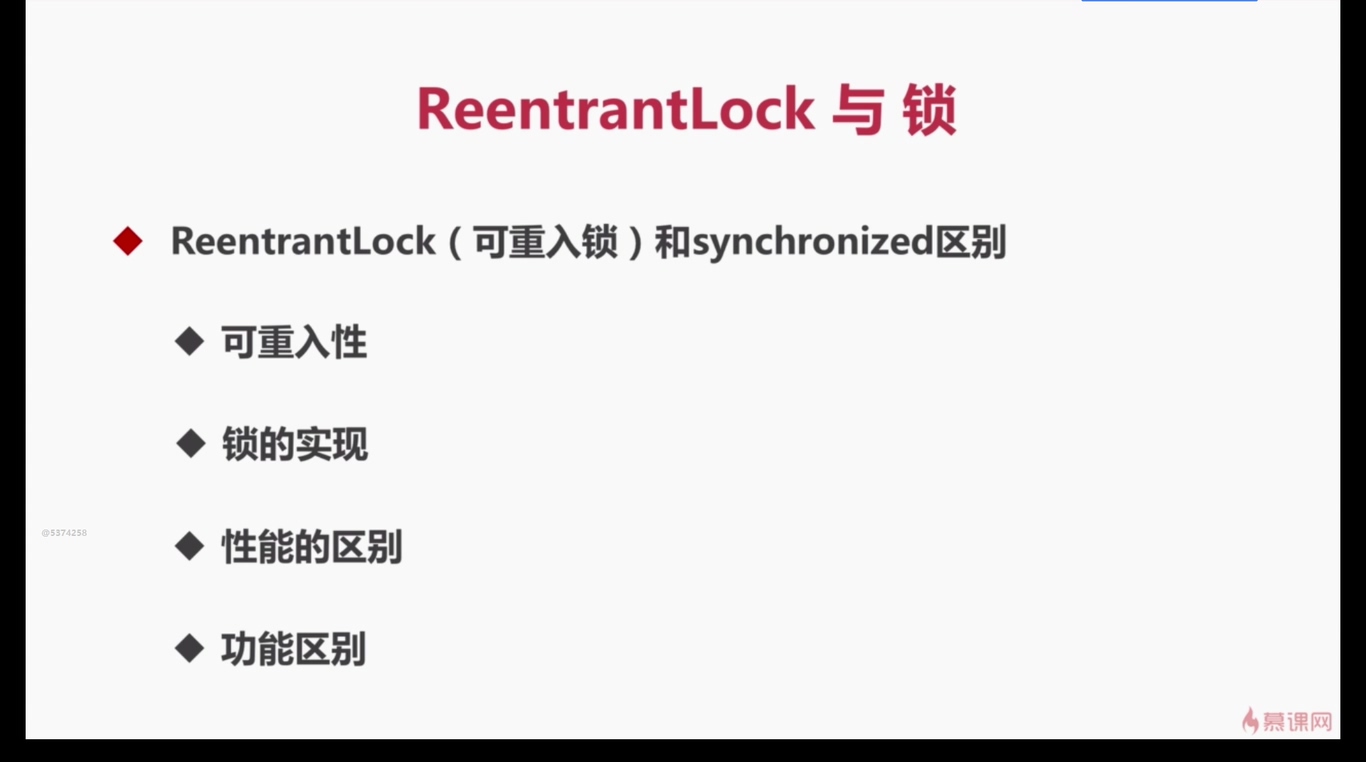 ReentrantLock 与 锁
ReentrantLock（可重入锁）和synchronized区别
可重入性
锁的实现
@5374258
性能的区别
功能区别
慕课网